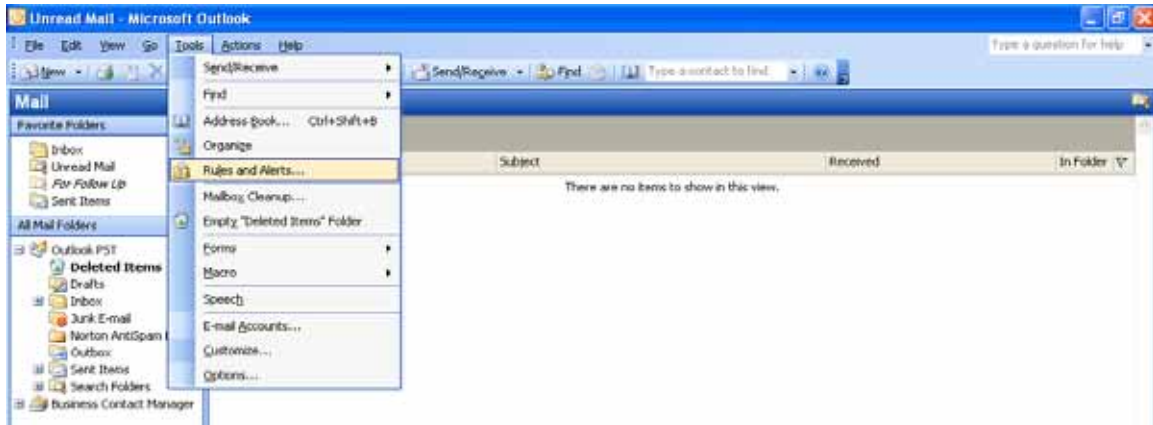 Unread Mail - Microsoft Outlook
File Edit View Go Tools Actions Help Type a question for help
New Send/Receive Find Type a contact to find
Mail
Favorite Folders
Inbox
Unread Mail
For Follow Up
Sent Items
All Mail Folders
Outlook PST
Deleted Items
Drafts
Inbox
Junk E-mail
Norton AntiSpam
Outbox
Sent Items
Search Folders
Business Contact Manager
Send/Receive
Find
Address Book... Ctrl+Shift+B
Organize
Rules and Alerts...
Mailbox Cleanup...
Empty "Deleted Items" Folder
Forms
Macro
Speech
E-mail Accounts...
Customize...
Options...
Subject Received In Folder
There are no items to show in this view.